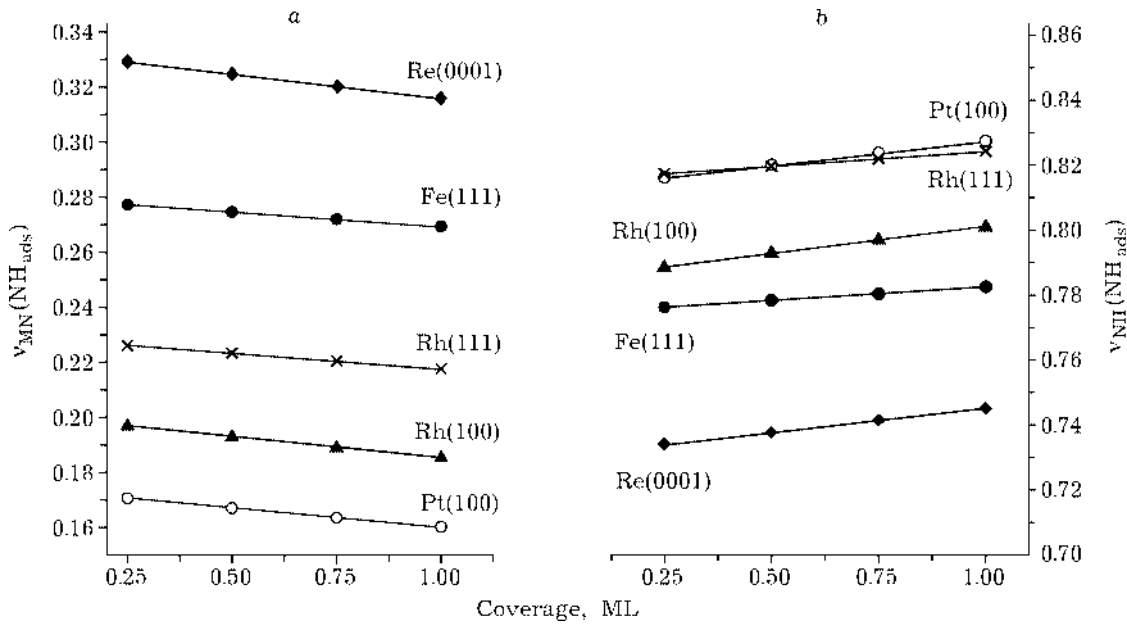 a
b
0.34
0.32
0.30
0.28
0.26
0.24
0.22
0.20
0.18
0.16
ν_MN(NH_ads)
Re(0001)
Fe(111)
Rh(111)
Rh(100)
Pt(100)
0.25 0.50 0.75 1.00
Pt(100)
Rh(111)
Rh(100)
Fe(111)
Re(0001)
0.25 0.50 0.75 1.00
0.86
0.84
0.82
0.80
0.78
0.76
0.74
0.72
0.70
ν_NH(NH_ads)
Coverage, ML